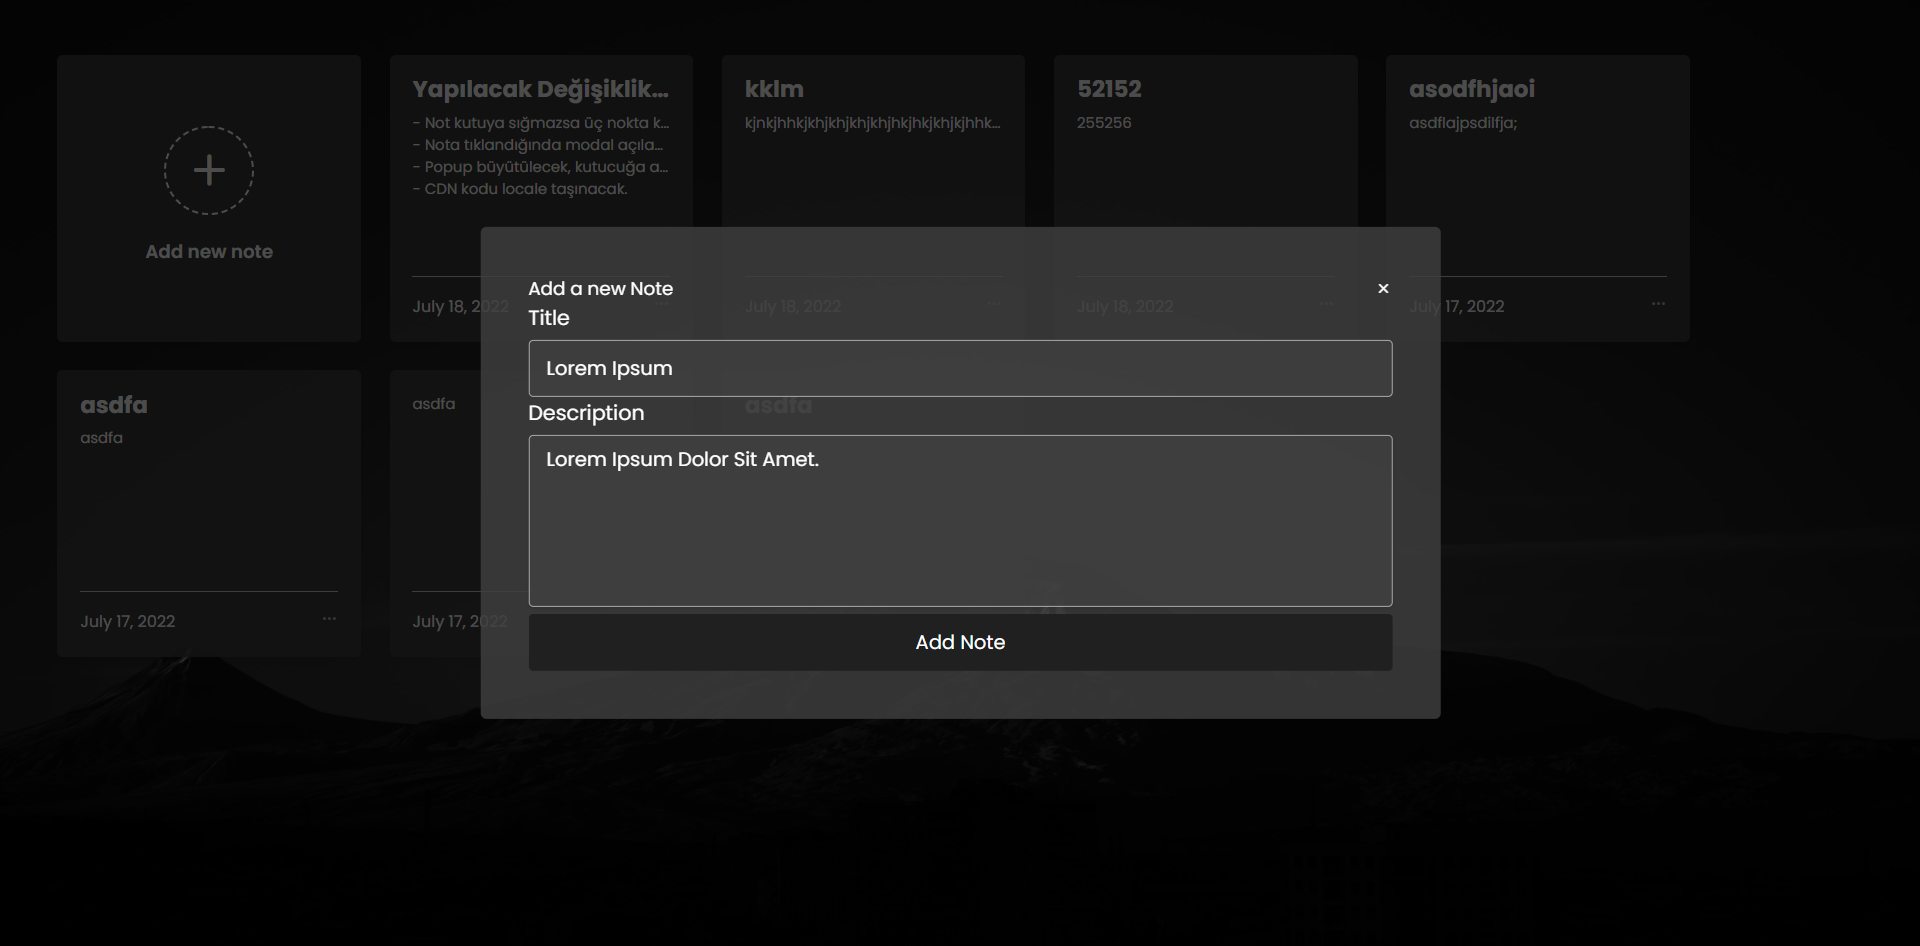 Add new note
Yapılacak Değişiklik...
- Not kutuya sığmazsa üç nokta k...
- Nota tıklandığında modal açıla...
- Popup büyütülecek, kutucuğa a...
- CDN kodu locale taşınacak.
July 18, 2022
kklm
kjnkjhhkjkhjkhjkhjkhjhkjhkjkhjkjhhk...
July 18, 2022
52152
255256
July 18, 2022
asodfhjaoi
asdflajpsdilfja;
July 17, 2022
Add a new Note
×
Title
Lorem Ipsum
Description
Lorem Ipsum Dolor Sit Amet.
Add Note
asdfa
asdfa
July 17, 2022
asdfa
July 17, 2022
asdfa